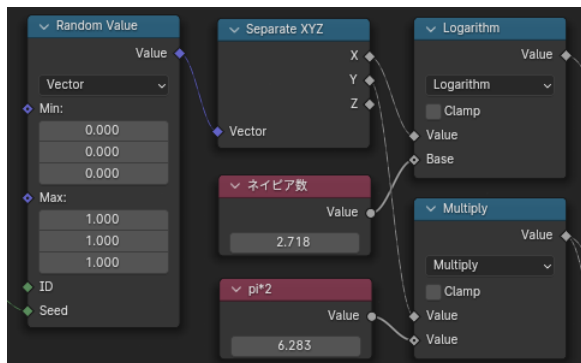 Random Value
Value
Vector
Min:
0.000
0.000
0.000
Max:
1.000
1.000
1.000
ID
Seed
Separate XYZ
X
Y
Z
Vector
ネイピア数
Value
2.718
pi*2
Value
6.283
Logarithm
Value
Logarithm
Clamp
Value
Base
Multiply
Value
Multiply
Clamp
Value
Value